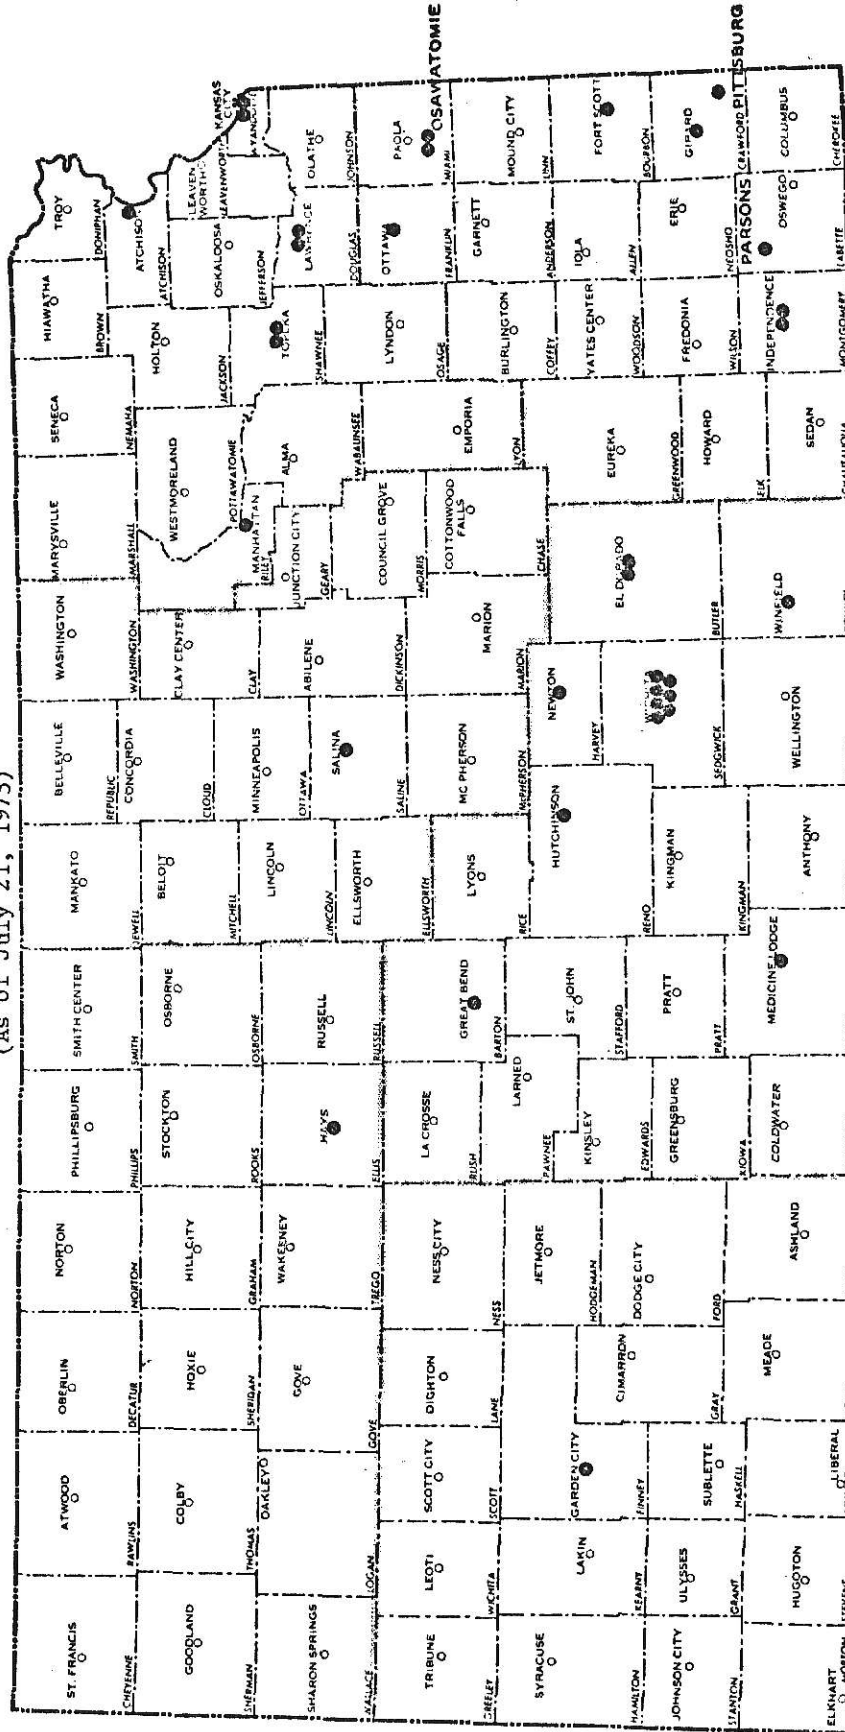 (As of July 21, 1975)
ST. FRANCIS
CHEYENNE
ATWOOD
RAWLINS
OBERLIN
DECATUR
NORTON
NORTON
PHILLIPSBURG
PHILLIPS
SMITH CENTER
SMITH
MANKATO
JEWELL
BELLEVILLE
REPUBLIC
WASHINGTON
WASHINGTON
MARYSVILLE
MARSHALL
SENECA
NEMAHA
HIAWATHA
BROWN
TROY
DONIPHAN
GOODLAND
SHERMAN
COLBY
THOMAS
HOXIE
SHERIDAN
HILL CITY
GRAHAM
STOCKTON
ROOKS
OSBORNE
OSBORNE
BELOIT
MITCHELL
CONCORDIA
CLOUD
CLAY CENTER
CLAY
WESTMORELAND
POTTAWATOMIE
MANHATTAN
RILEY
HOLTON
JACKSON
ATCHISON
ATCHISON
OSKALOOSA
JEFFERSON
LEAVEN
WORTH
LEAVENWORTH
KANSAS
CITY
SHARON SPRINGS
WALLACE
OAKLEY
LOGAN
GOVE
GOVE
WAKEENEY
TREGO
HAYS
ELLIS
RUSSELL
RUSSELL
LINCOLN
LINCOLN
ELLSWORTH
ELLSWORTH
MINNEAPOLIS
OTTAWA
SALINA
SALINE
ABILENE
DICKINSON
JUNCTION CITY
GEARY
ALMA
WABAUNSEE
TOPEKA
SHAWNEE
LAWRENCE
DOUGLAS
OLATHE
JOHNSON
TRIBUNE
GREELEY
LEOTI
WICHITA
SCOTT CITY
SCOTT
DIGHTON
LANE
NESS CITY
NESS
LA CROSSE
RUSH
GREAT BEND
BARTON
LYONS
RICE
MC PHERSON
McPHERSON
MARION
MARION
COUNCIL GROVE
MORRIS
COTTONWOOD
FALLS
CHASE
EMPORIA
LYON
LYNDON
OSAGE
OTTAWA
FRANKLIN
PAOLA
OSAWATOMIE
MIAMI
BURLINGTON
COFFEY
GARNETT
ANDERSON
MOUND CITY
LINN
SYRACUSE
HAMILTON
LAKIN
KEARNY
GARDEN CITY
FINNEY
JETMORE
HODGEMAN
LARNED
PAWNEE
KINSLEY
EDWARDS
ST. JOHN
STAFFORD
HUTCHINSON
RENO
NEWTON
HARVEY
WICHITA
SEDGWICK
EL DORADO
BUTLER
EUREKA
GREENWOOD
YATES CENTER
WOODSON
IOLA
ALLEN
FORT SCOTT
BOURBON
JOHNSON CITY
STANTON
ULYSSES
GRANT
SUBLETTE
HASKELL
CIMARRON
GRAY
DODGE CITY
FORD
GREENSBURG
KIOWA
PRATT
PRATT
KINGMAN
KINGMAN
HOWARD
ELK
FREDONIA
WILSON
ERIE
NEOSHO
GIRARD
CRAWFORD
PITTSBURG
ELKHART
MORTON
HUGOTON
STEVENS
LIBERAL
MEADE
ASHLAND
COLDWATER
MEDICINE LODGE
ANTHONY
WELLINGTON
WINFIELD
SEDAN
CHAUTAUQUA
INDEPENDENCE
MONTGOMERY
PARSONS
OSWEGO
LABETTE
COLUMBUS
CHEROKEE